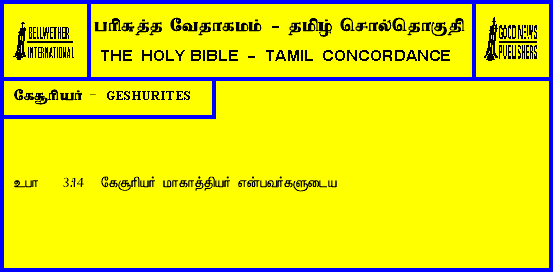 BELLWETHER
INTERNATIONAL
பரிசுத்த வேதாகமம் - தமிழ் சொல்தொகுதி
THE HOLY BIBLE - TAMIL CONCORDANCE
GOOD NEWS
PUBLISHERS
கேசூரியர் - GESHURITES
உபா 3:14 கேசூரியர் மாகாத்தியர் என்பவர்களுடைய